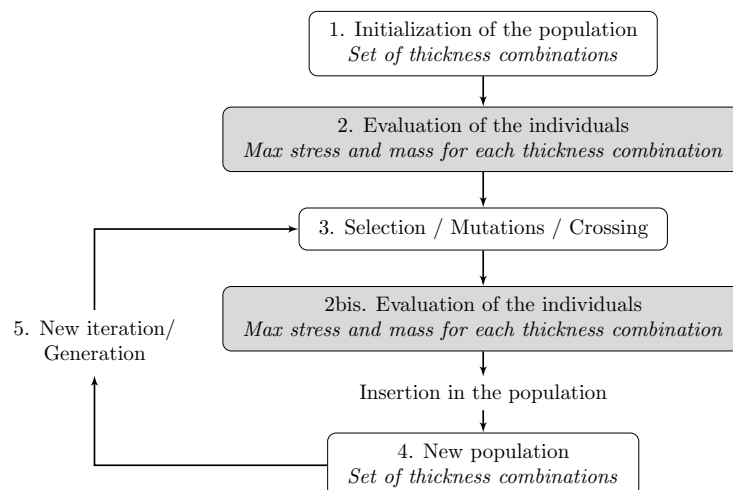 1. Initialization of the population
Set of thickness combinations
2. Evaluation of the individuals
Max stress and mass for each thickness combination
3. Selection / Mutations / Crossing
2bis. Evaluation of the individuals
Max stress and mass for each thickness combination
5. New iteration/
Generation
Insertion in the population
4. New population
Set of thickness combinations